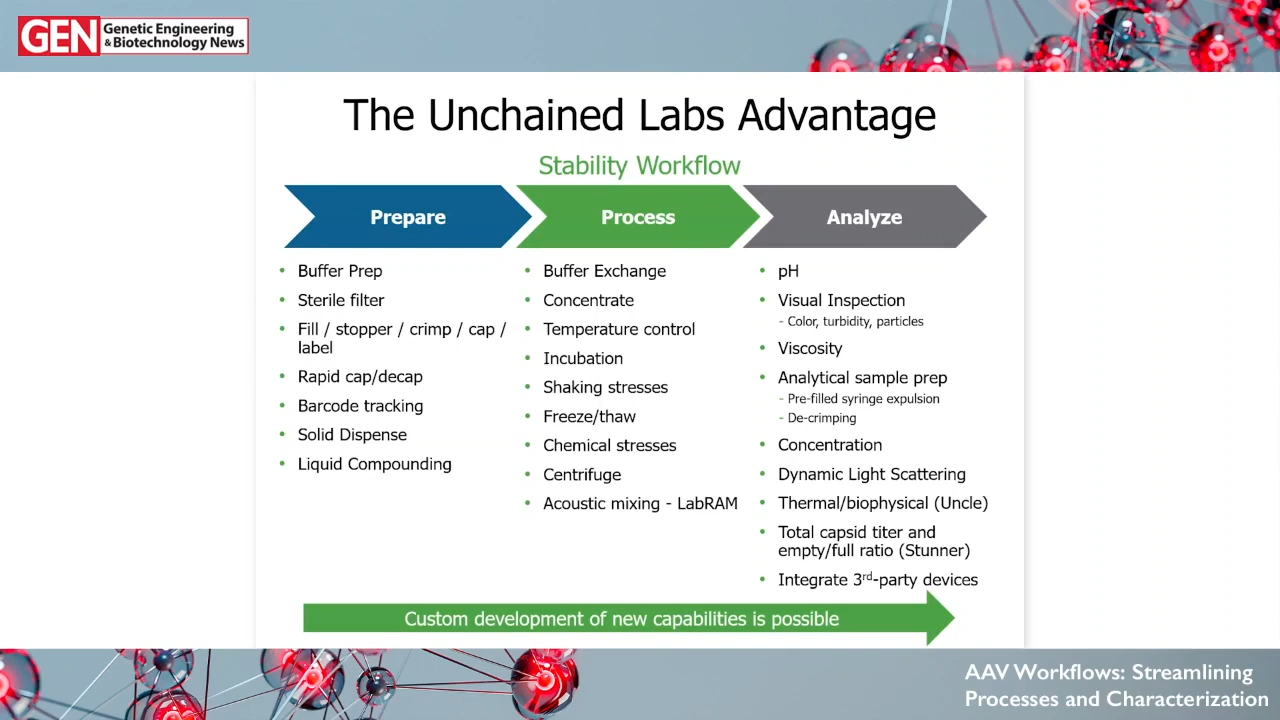 GEN Genetic Engineering
& Biotechnology News
The Unchained Labs Advantage
Stability Workflow
Prepare
Process
Analyze
• Buffer Prep
• Sterile filter
• Fill / stopper / crimp / cap /
label
• Rapid cap/decap
• Barcode tracking
• Solid Dispense
• Liquid Compounding
• Buffer Exchange
• Concentrate
• Temperature control
• Incubation
• Shaking stresses
• Freeze/thaw
• Chemical stresses
• Centrifuge
• Acoustic mixing - LabRAM
• pH
• Visual Inspection
- Color, turbidity, particles
• Viscosity
• Analytical sample prep
- Pre-filled syringe expulsion
- De-crimping
• Concentration
• Dynamic Light Scattering
• Thermal/biophysical (Uncle)
• Total capsid titer and
empty/full ratio (Stunner)
• Integrate 3rd-party devices
Custom development of new capabilities is possible
AAV Workflows: Streamlining
Processes and Characterization